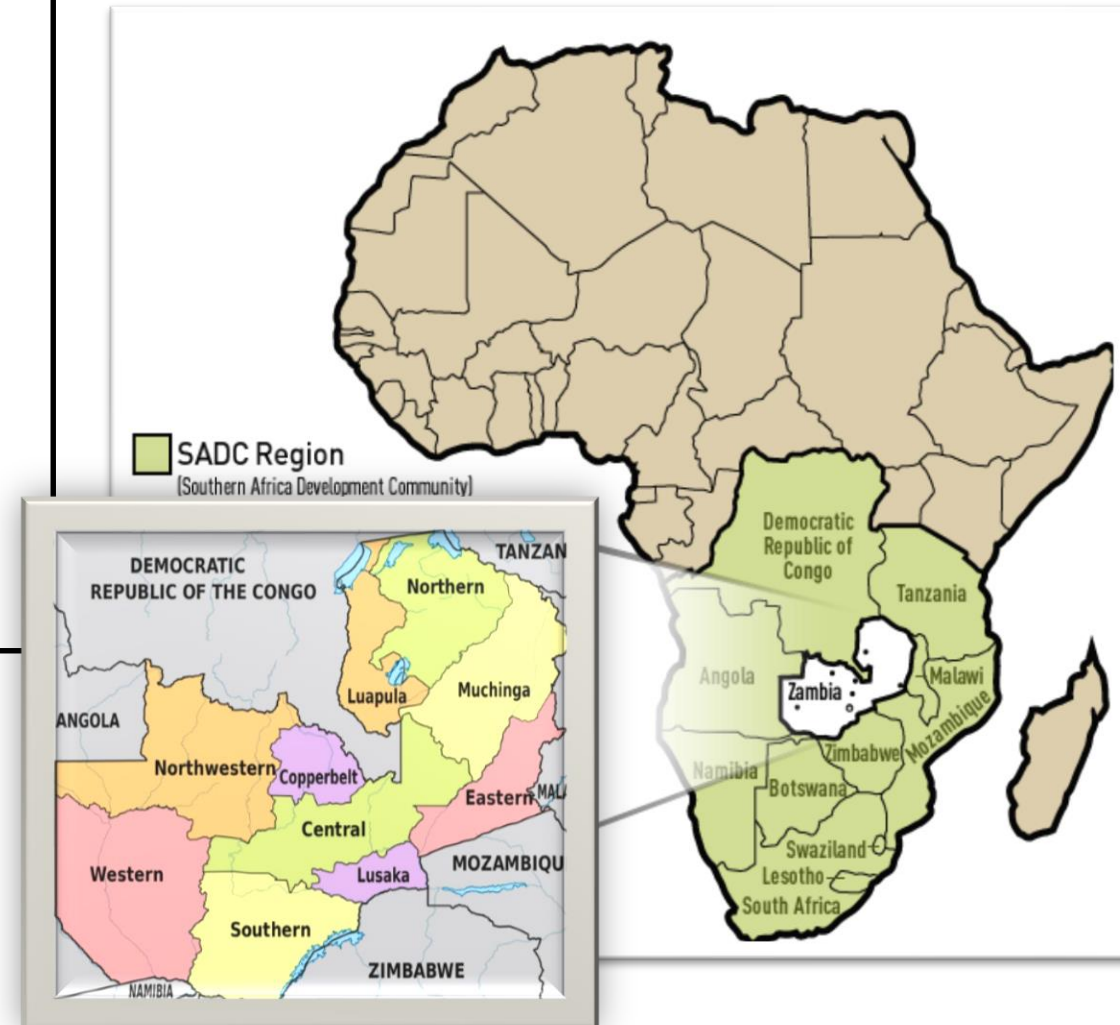 SADC Region
(Southern Africa Development Community)
Democratic
Republic of
Congo
Tanzania
Angola
Zambia
Malawi
Mozambique
Zimbabwe
Namibia
Botswana
Swaziland
Lesotho
South Africa
DEMOCRATIC
REPUBLIC OF THE CONGO
TANZAN
Northern
Luapula
Muchinga
ANGOLA
Northwestern
Copperbelt
Eastern
MALA
Central
Western
Lusaka
MOZAMBIQU
Southern
ZIMBABWE
NAMIBIA